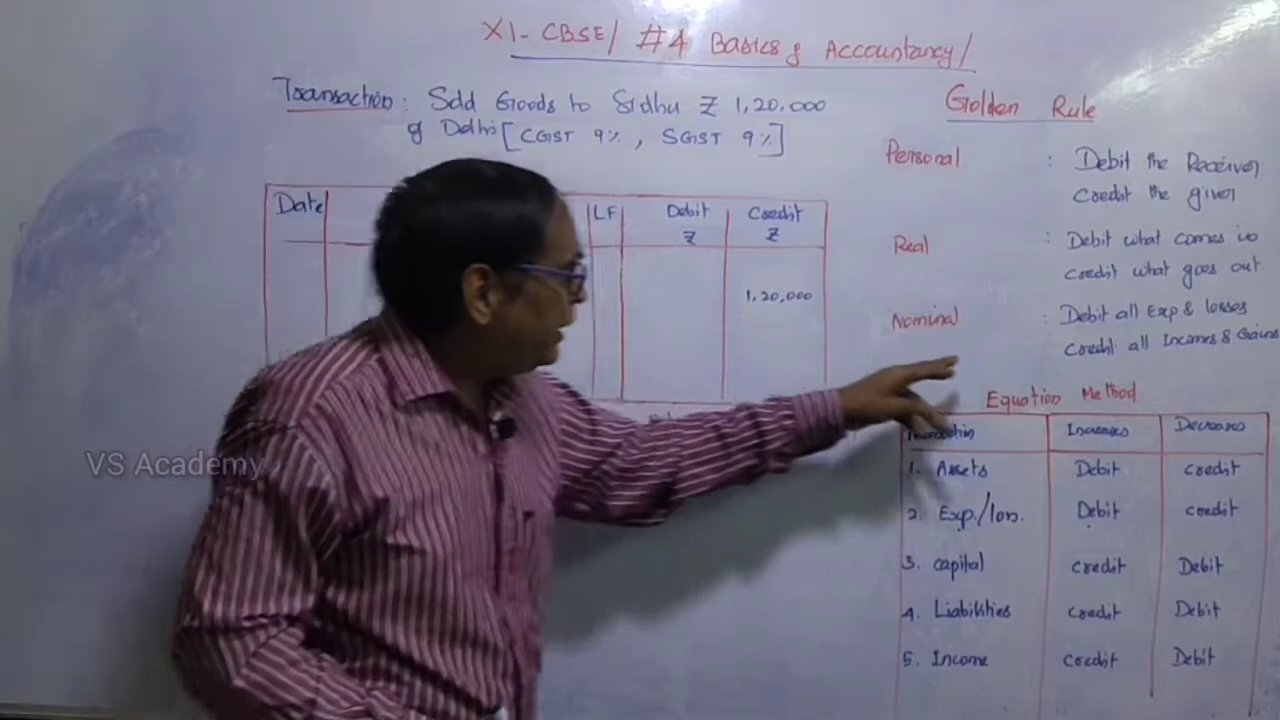 XI- CBSE/ #4 Basics of Accountancy/
Transaction : Sold Goods to Sidhu ₹ 1,20,000
of Delhi [CGST 9%, SGST 9%]
Date LF Debit ₹ Credit ₹
1,20,000
Golden Rule
Personal : Debit the Receiver
Credit the giver
Real : Debit what comes in
Credit what goes out
Nominal : Debit all Exp & losses
Credit all Incomes & Gains
Equation Method
Increases Decreases
1. Assets Debit Credit
2. Exp./loss. Debit credit
3. capital credit Debit
4. Liabilities credit Debit
5. Income credit Debit
VS Academy